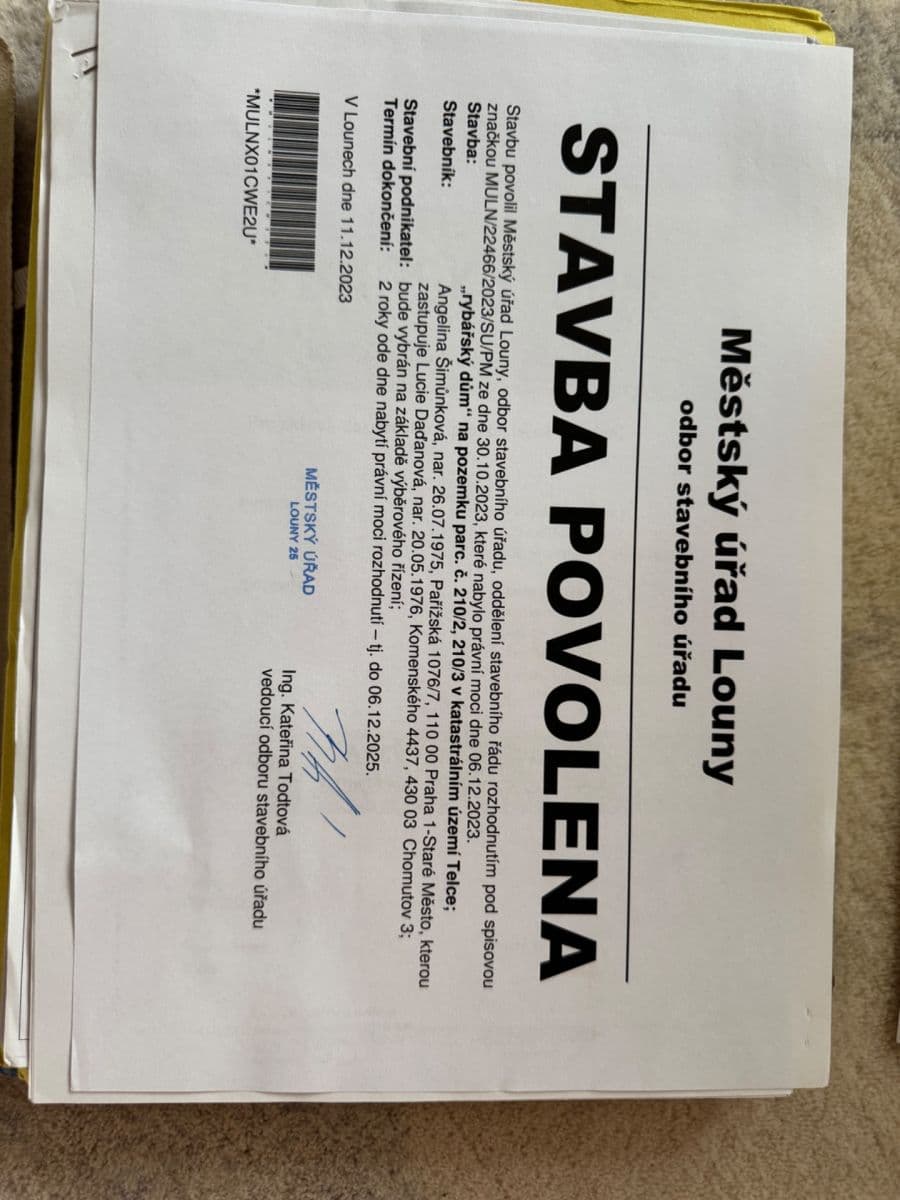 Městský úřad Louny
odbor stavebního úřadu
STAVBA POVOLENA
Stavbu povolil Městský úřad Louny, odbor stavebního úřadu, oddělení stavebního řádu rozhodnutím pod spisovou
značkou MULN/22466/2023/SU/PM ze dne 30.10.2023, které nabylo právní moci dne 06.12.2023.
Stavba: „rybářský dům“ na pozemku parc. č. 210/2, 210/3 v katastrálním území Telce;
Stavebník: Angelina Šimůnková, nar. 26.07.1975, Pařížská 1076/7, 110 00 Praha 1-Staré Město, kterou
zastupuje Lucie Daďanová, nar. 20.05.1976, Komenského 4437, 430 03 Chomutov 3;
Stavební podnikatel: bude vybrán na základě výběrového řízení;
Termín dokončení: 2 roky ode dne nabytí právní moci rozhodnutí – tj. do 06.12.2025.
V Lounech dne 11.12.2023
*MULNX01CWE2U*
MĚSTSKÝ ÚŘAD
LOUNY 25
Ing. Kateřina Todtová
vedoucí odboru stavebního úřadu